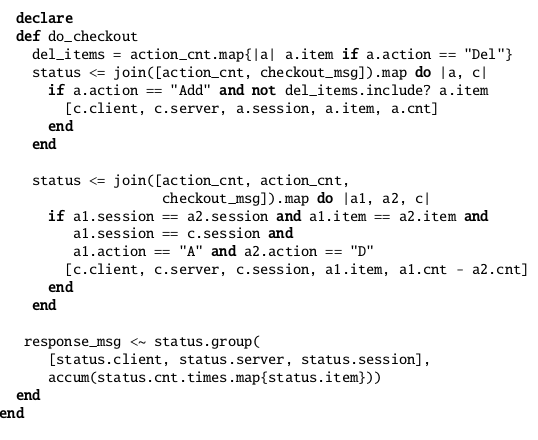 declare
def do_checkout
del_items = action_cnt.map{|a| a.item if a.action == "Del"}
status <= join([action_cnt, checkout_msg]).map do |a, c|
if a.action == "Add" and not del_items.include? a.item
[c.client, c.server, a.session, a.item, a.cnt]
end
end
status <= join([action_cnt, action_cnt,
checkout_msg]).map do |a1, a2, c|
if a1.session == a2.session and a1.item == a2.item and
a1.session == c.session and
a1.action == "A" and a2.action == "D"
[c.client, c.server, c.session, a1.item, a1.cnt - a2.cnt]
end
end
response_msg <~ status.group(
[status.client, status.server, status.session],
accum(status.cnt.times.map{status.item}))
end
end